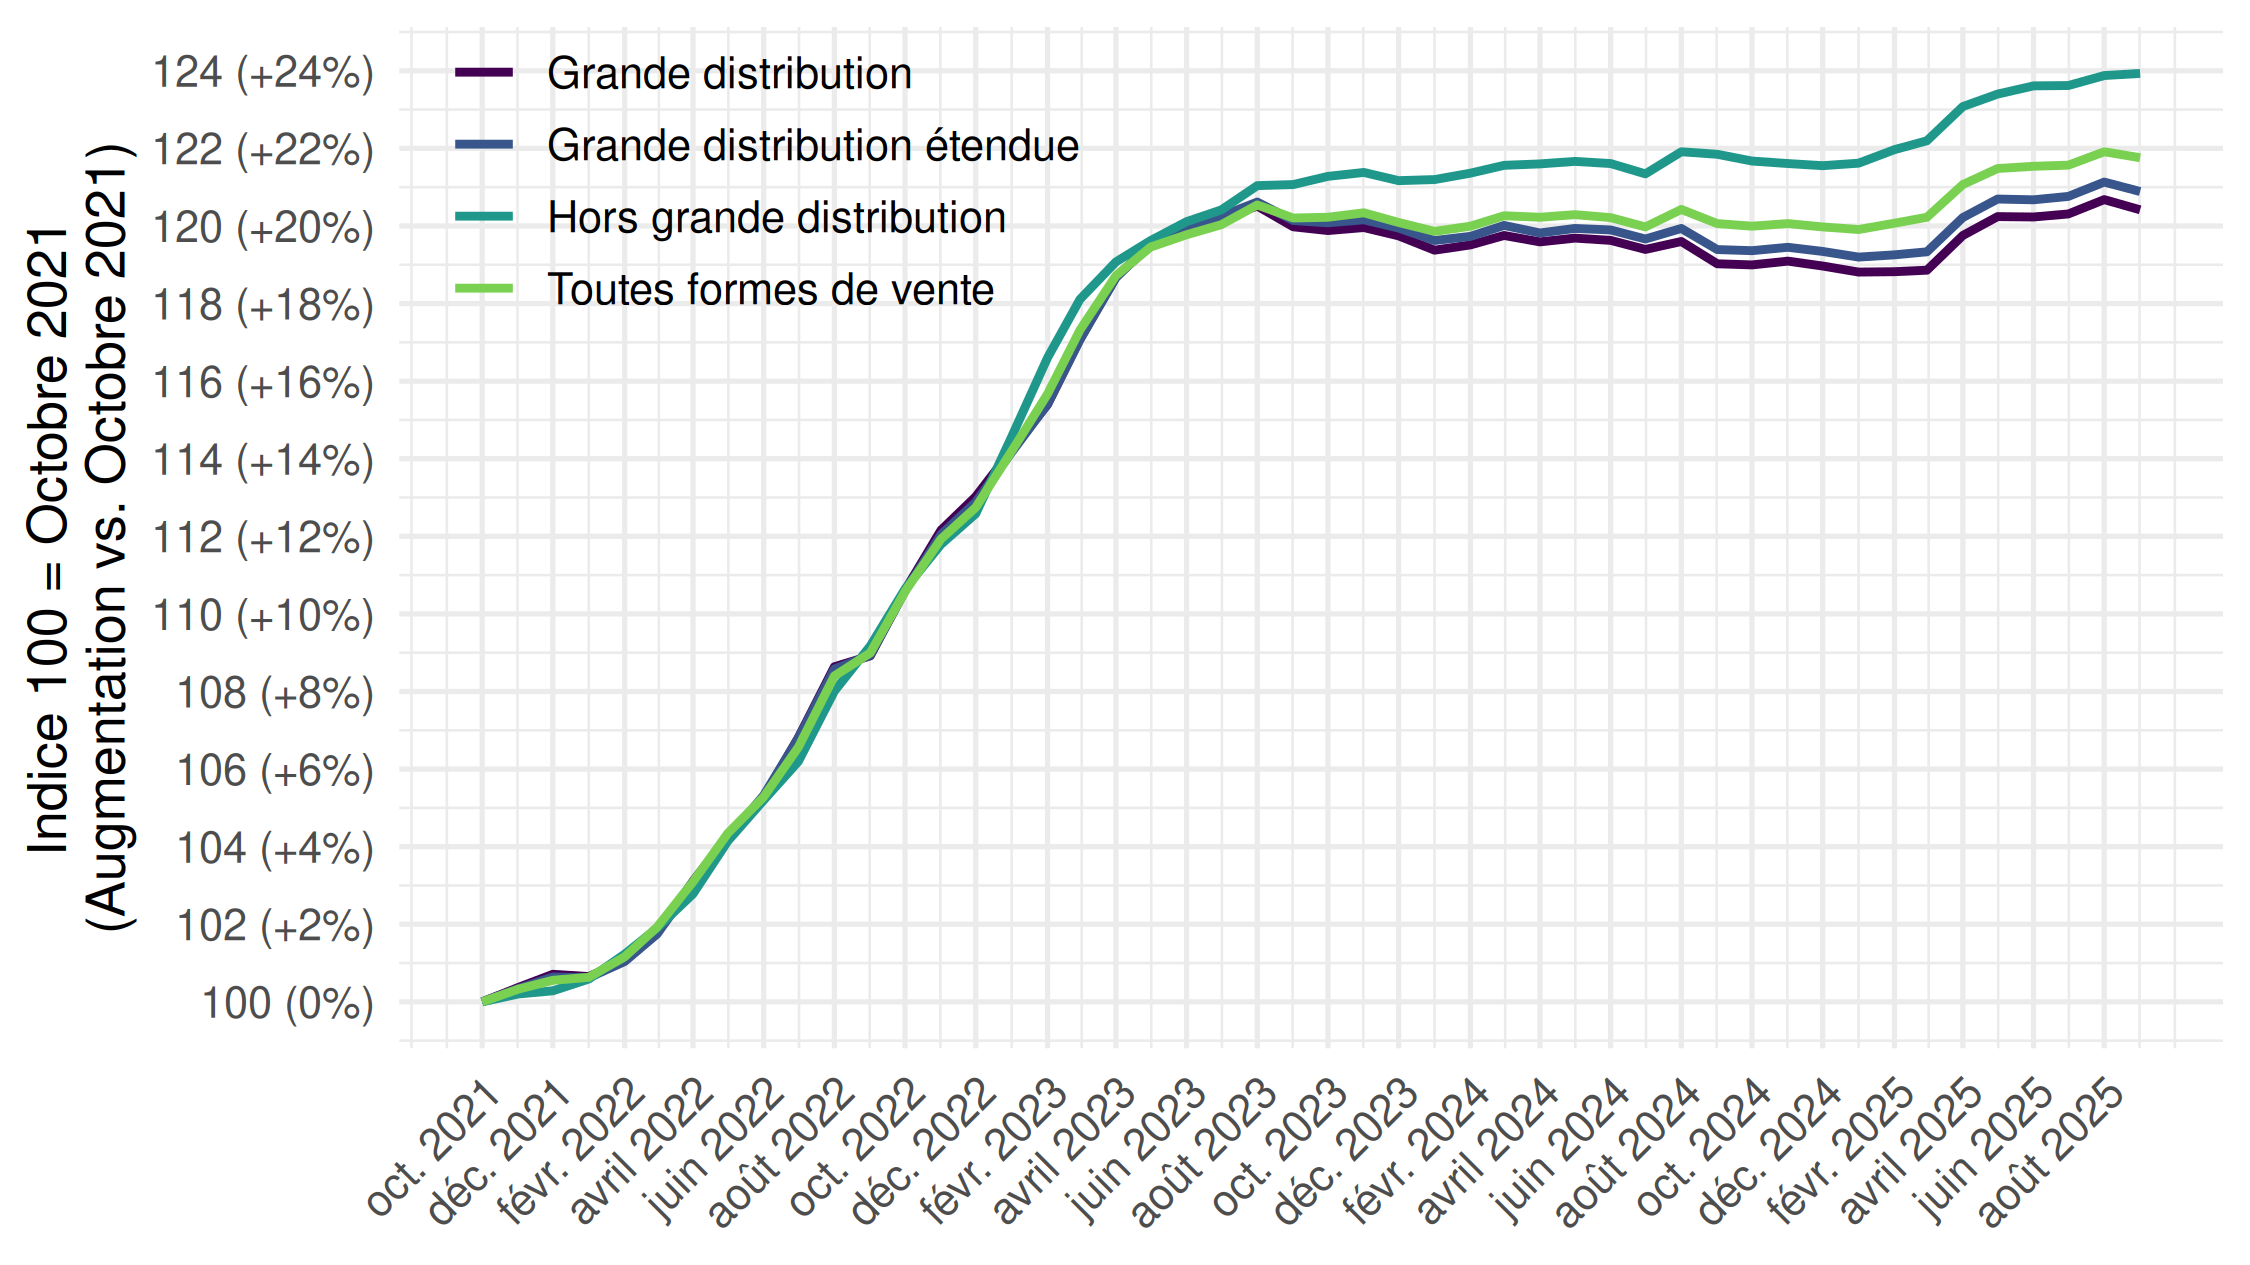 Indice 100 = Octobre 2021
(Augmentation vs. Octobre 2021)
124 (+24%)
122 (+22%)
120 (+20%)
118 (+18%)
116 (+16%)
114 (+14%)
112 (+12%)
110 (+10%)
108 (+8%)
106 (+6%)
104 (+4%)
102 (+2%)
100 (0%)
Grande distribution
Grande distribution étendue
Hors grande distribution
Toutes formes de vente
oct. 2021
déc. 2021
févr. 2022
avril 2022
juin 2022
août 2022
oct. 2022
déc. 2022
févr. 2023
avril 2023
juin 2023
août 2023
oct. 2023
déc. 2023
févr. 2024
avril 2024
juin 2024
août 2024
oct. 2024
déc. 2024
févr. 2025
avril 2025
juin 2025
août 2025